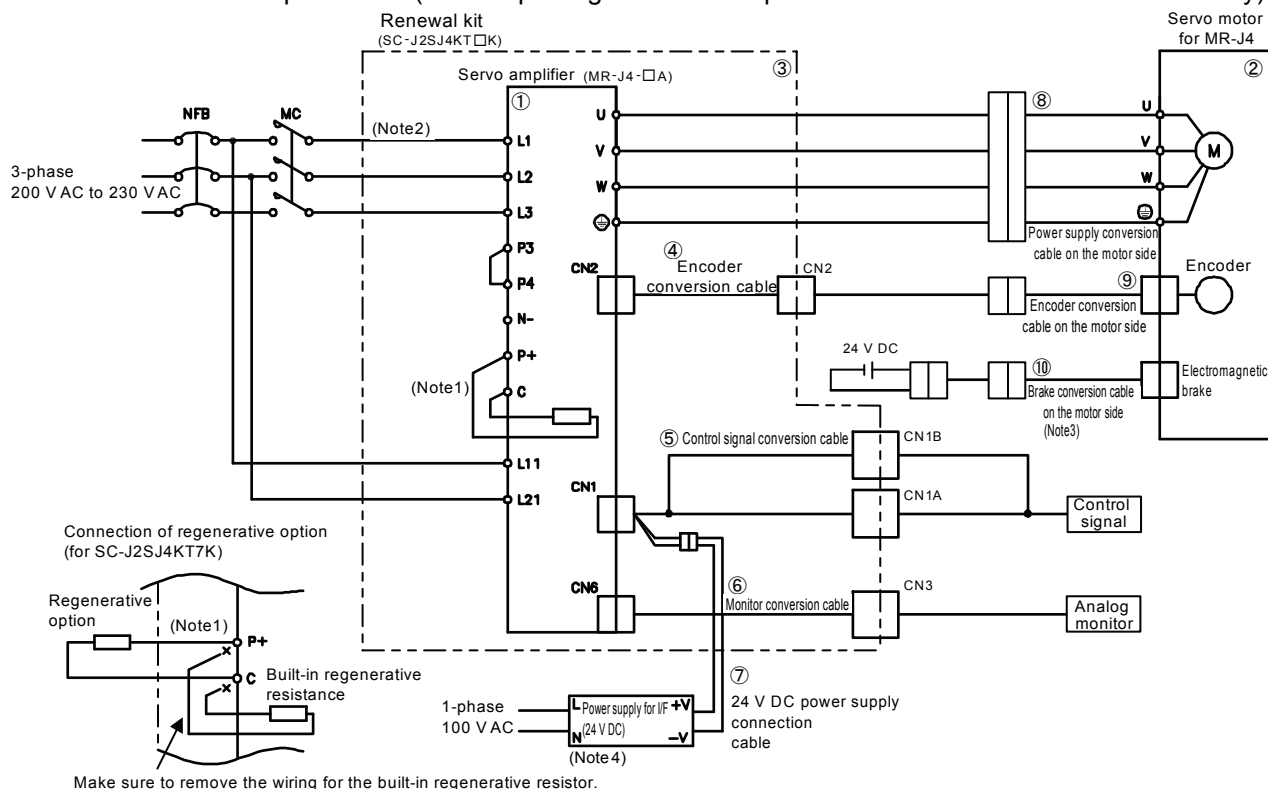 Renewal kit
(SC-J2SJ4KT□K)
Servo motor
for MR-J4
Servo amplifier (MR-J4-□A)
③
②
①
⑧
NFB
MC
(Note2)
3-phase
200 V AC to 230 V AC
L1
L2
L3
P3
P4
N-
P+
C
(Note1)
L11
L21
U
V
W
CN2
CN1
CN6
U
V
W
M
Power supply conversion
cable on the motor side
④
Encoder
conversion cable
CN2
⑨
Encoder
Encoder conversion
cable on the motor side
24 V DC
⑩
Brake conversion cable
on the motor side
(Note3)
Electromagnetic
brake
⑤ Control signal conversion cable
CN1B
CN1A
Control
signal
⑥
Monitor conversion cable
CN3
Analog
monitor
⑦
24 V DC power supply
connection
cable
1-phase
100 V AC
L
N
Power supply for I/F
(24 V DC)
+V
-V
(Note4)
Connection of regenerative option
(for SC-J2SJ4KT7K)
Regenerative
option
(Note1)
P+
C
Built-in regenerative
resistance
Make sure to remove the wiring for the built-in regenerative resistor.